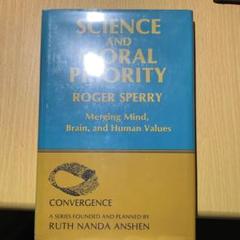 SCIENCE
AND
MORAL
PRIORITY
ROGER SPERRY
Merging Mind,
Brain, and Human Values
CONVERGENCE
A SERIES FOUNDED AND PLANNED BY
RUTH NANDA ANSHEN